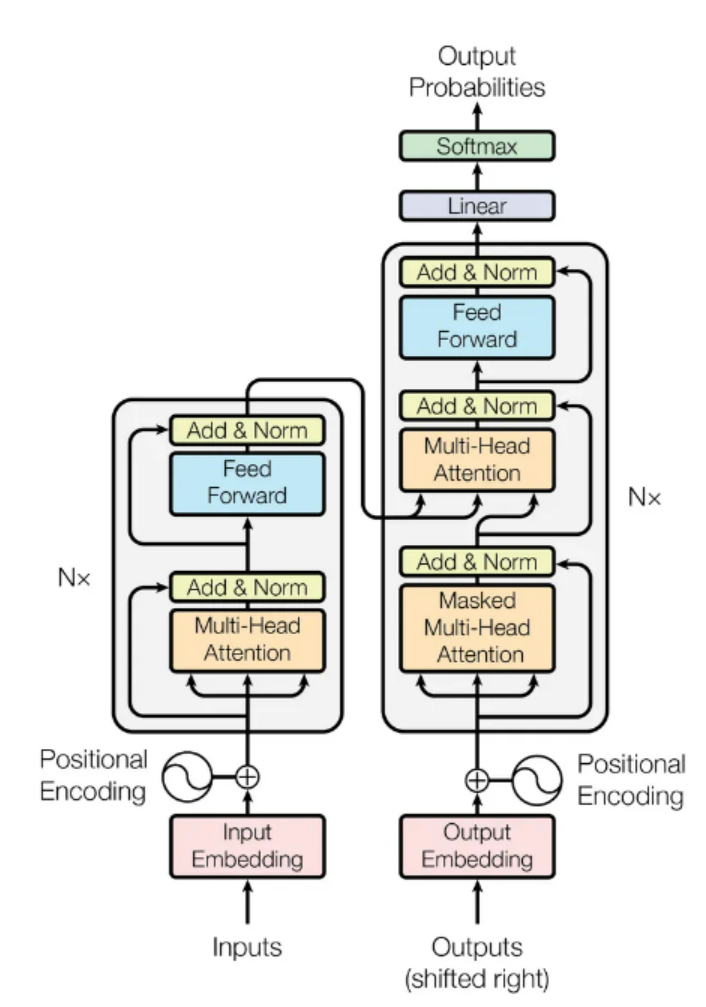 Output
Probabilities
Softmax
Linear
Add & Norm
Feed
Forward
Add & Norm
Multi-Head
Attention
Add & Norm
Masked
Multi-Head
Attention
N×
Positional
Encoding
Output
Embedding
Outputs
(shifted right)
Add & Norm
Feed
Forward
Add & Norm
Multi-Head
Attention
N×
Positional
Encoding
Input
Embedding
Inputs